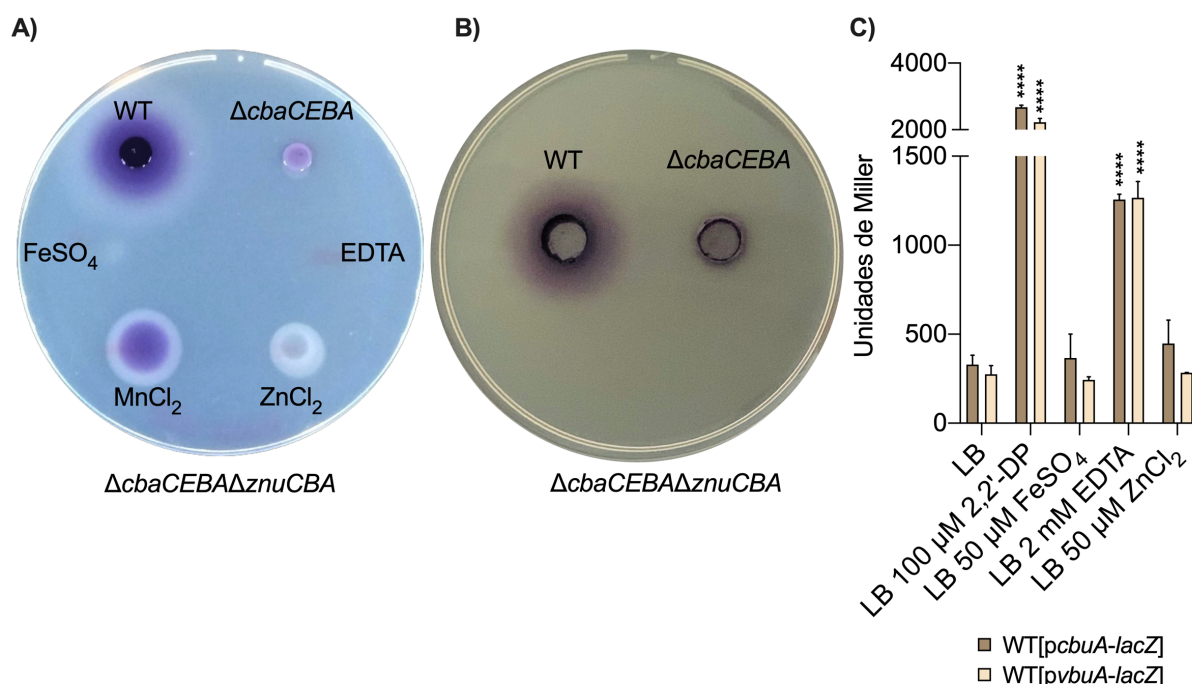 A)
WT
ΔcbaCEBA
FeSO4
EDTA
MnCl2
ZnCl2
ΔcbaCEBAΔznuCBA
B)
WT
ΔcbaCEBA
ΔcbaCEBAΔznuCBA
C)
Unidades de Miller
4000
2000
1500
1000
500
0
****
****
****
****
LB
LB 100 µM 2,2'-DP
LB 50 µM FeSO4
LB 2 mM EDTA
LB 50 µM ZnCl2
WT[pcbuA-lacZ]
WT[pvbuA-lacZ]